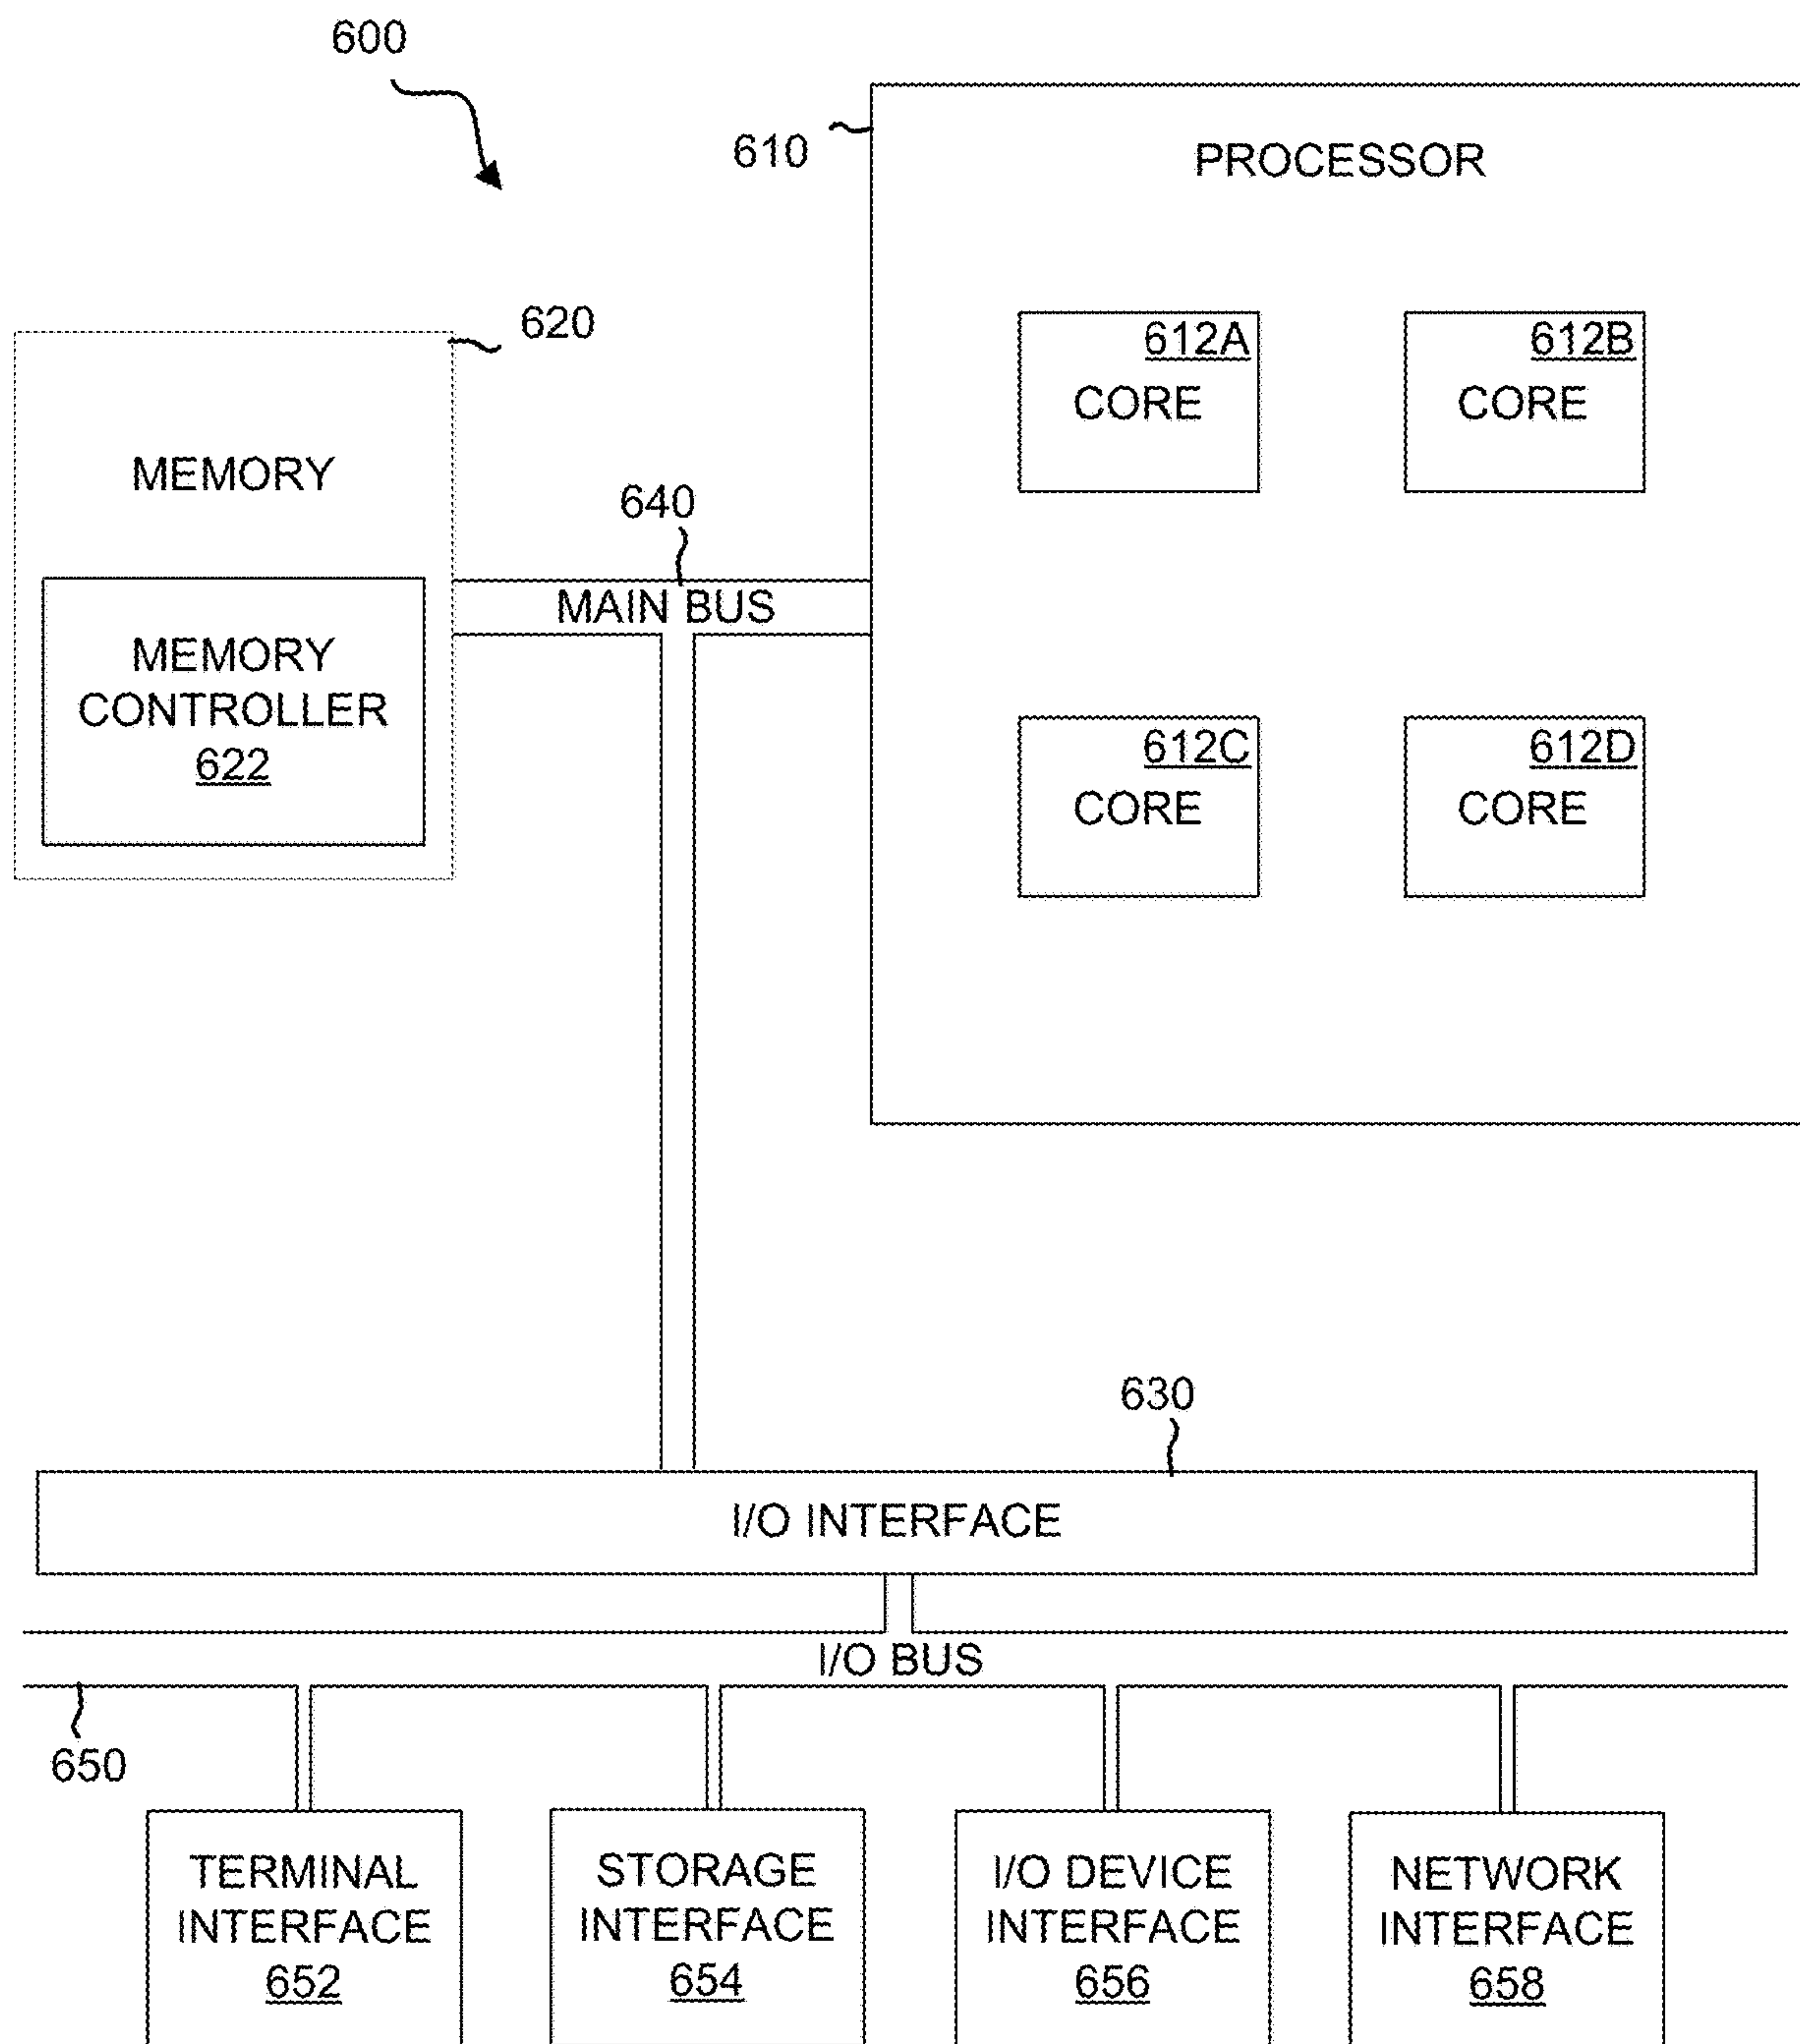 600
610
PROCESSOR
620
612A
CORE
612B
CORE
MEMORY
640
MAIN BUS
MEMORY
CONTROLLER
622
612C
CORE
612D
CORE
630
I/O INTERFACE
I/O BUS
650
TERMINAL
INTERFACE
652
STORAGE
INTERFACE
654
I/O DEVICE
INTERFACE
656
NETWORK
INTERFACE
658